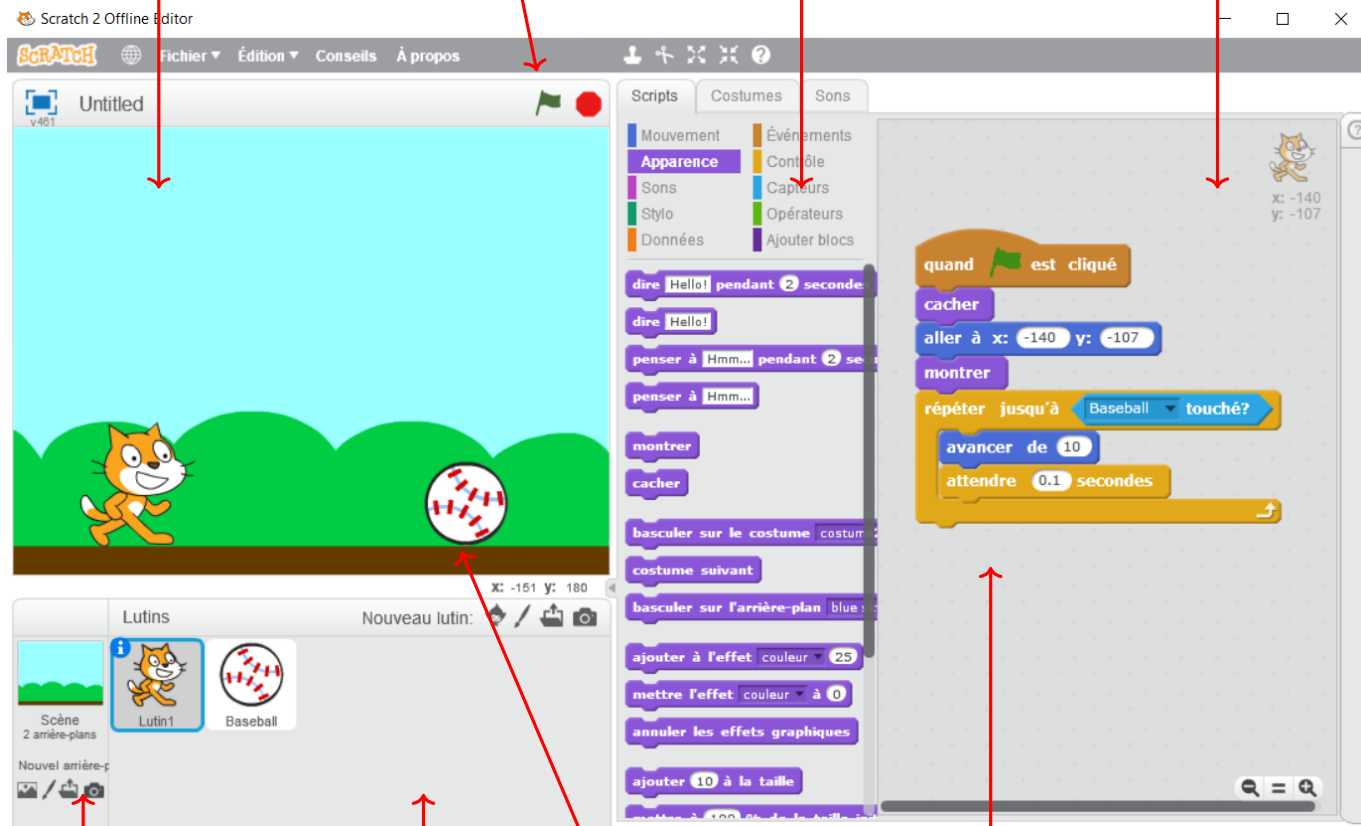 Scratch 2 Offline Editor
SCRATCH Fichier Édition Conseils À propos
v461 Untitled
Scripts Costumes Sons
Mouvement Événements
Apparence Contrôle
Sons Capteurs
Stylo Opérateurs
Données Ajouter blocs
dire Hello! pendant 2 seconde
dire Hello!
penser à Hmm... pendant 2 se
penser à Hmm...
montrer
cacher
basculer sur le costume
costume suivant
basculer sur l'arrière-plan blue
ajouter à l'effet couleur 25
mettre l'effet couleur à 0
annuler les effets graphiques
ajouter 10 à la taille
x: -140
y: -107
quand est cliqué
cacher
aller à x: -140 y: -107
montrer
répéter jusqu'à Baseball touché?
avancer de 10
attendre 0.1 secondes
x: -151 y: 180
Lutins Nouveau lutin:
Scène
2 arrière-plans
Nouvel arrière-p
Lutin1
Baseball